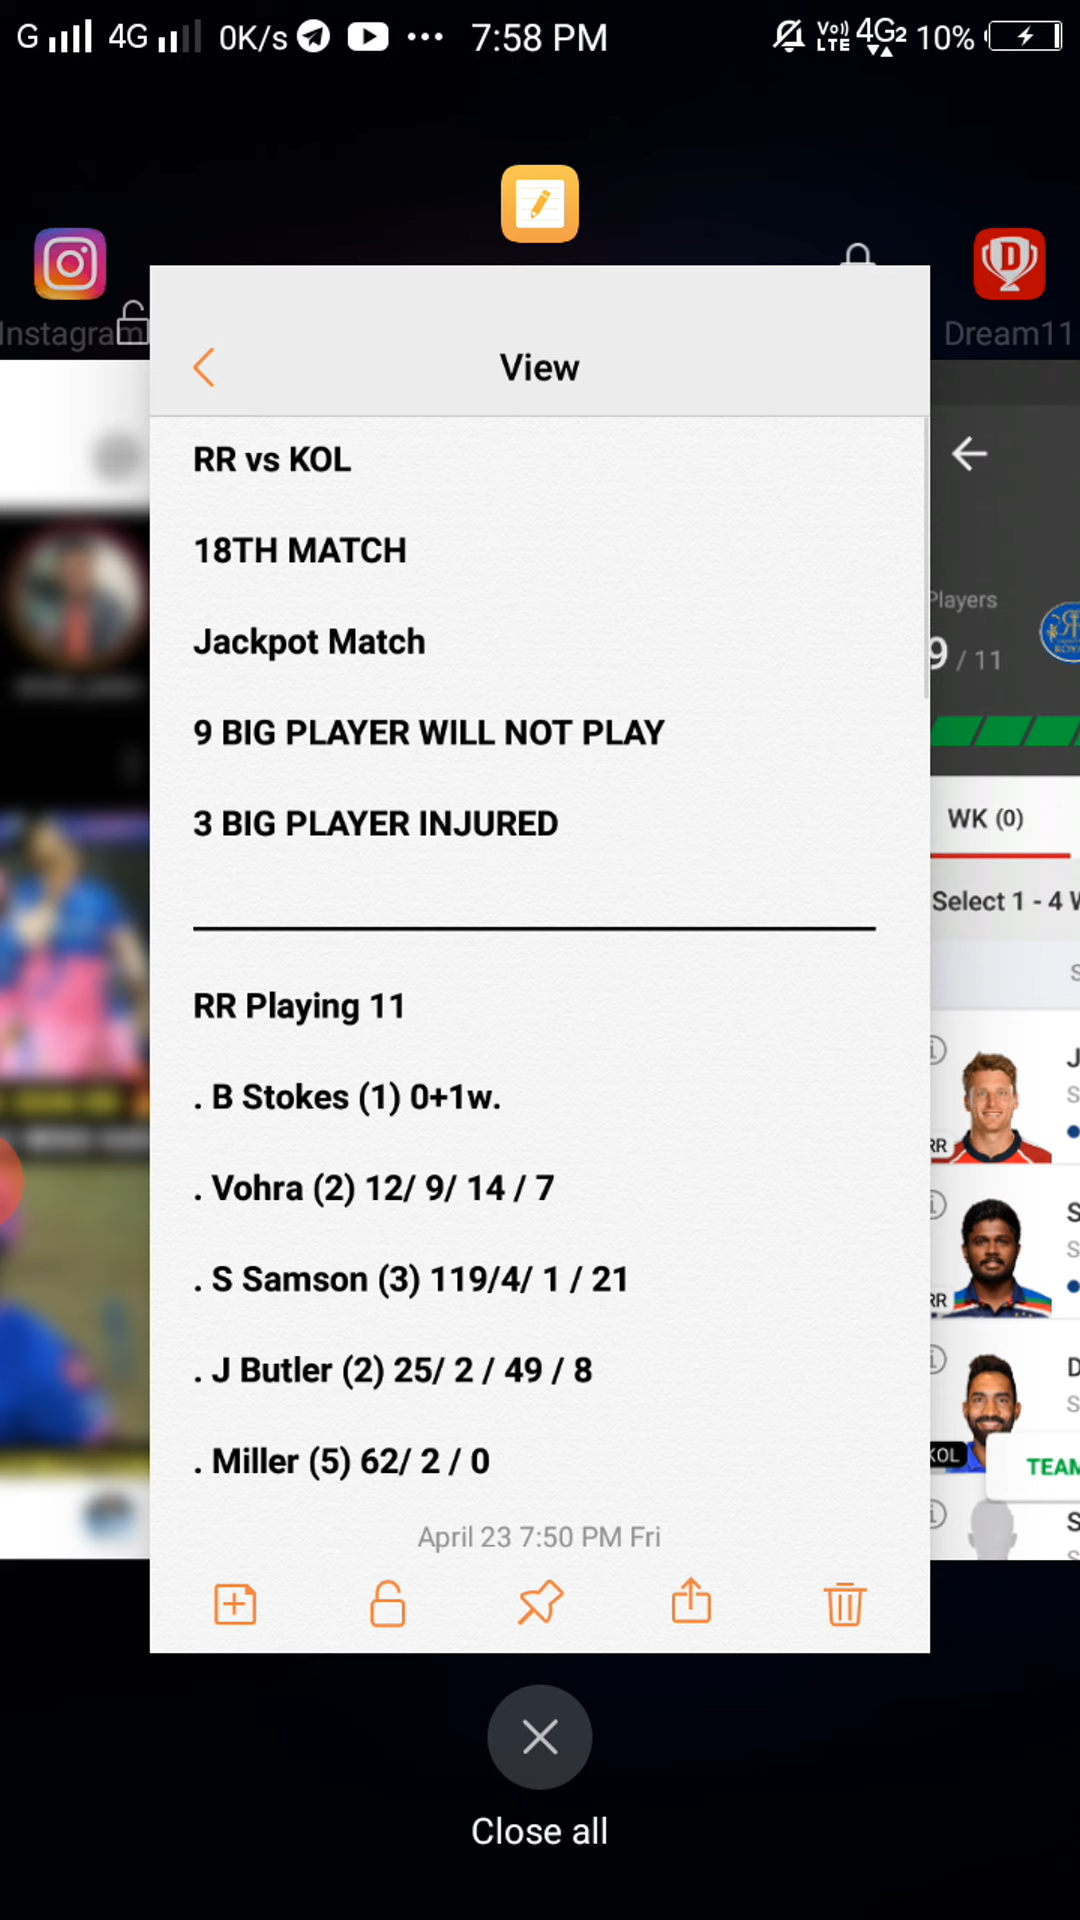 G 4G 0K/s 7:58 PM Vo) LTE 4G2 10%
Instagram
Dream11
View
RR vs KOL
18TH MATCH
Jackpot Match
9 BIG PLAYER WILL NOT PLAY
3 BIG PLAYER INJURED
RR Playing 11
. B Stokes (1) 0+1w.
. Vohra (2) 12/ 9/ 14 / 7
. S Samson (3) 119/4/ 1 / 21
. J Butler (2) 25/ 2 / 49 / 8
. Miller (5) 62/ 2 / 0
April 23 7:50 PM Fri
Players
9 / 11
WK (0)
Select 1 - 4
RR
J
RR
S
KOL
D
TEAM
S
Close all